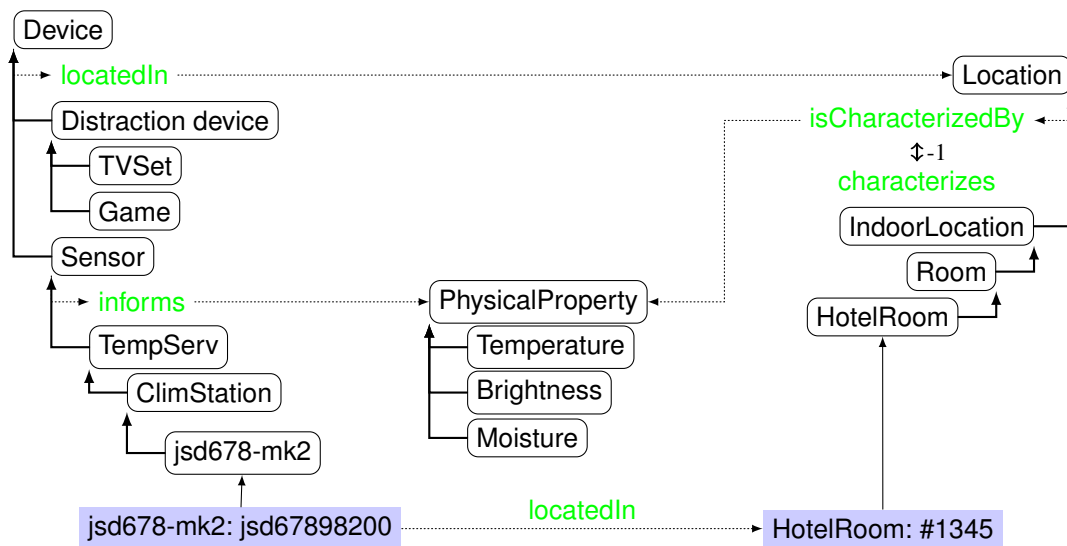 Device
locatedIn
Location
Distraction device
isCharacterizedBy
TVSet
-1
characterizes
Game
IndoorLocation
Sensor
Room
informs
PhysicalProperty
HotelRoom
TempServ
Temperature
ClimStation
Brightness
jsd678-mk2
Moisture
locatedIn
jsd678-mk2: jsd67898200
HotelRoom: #1345